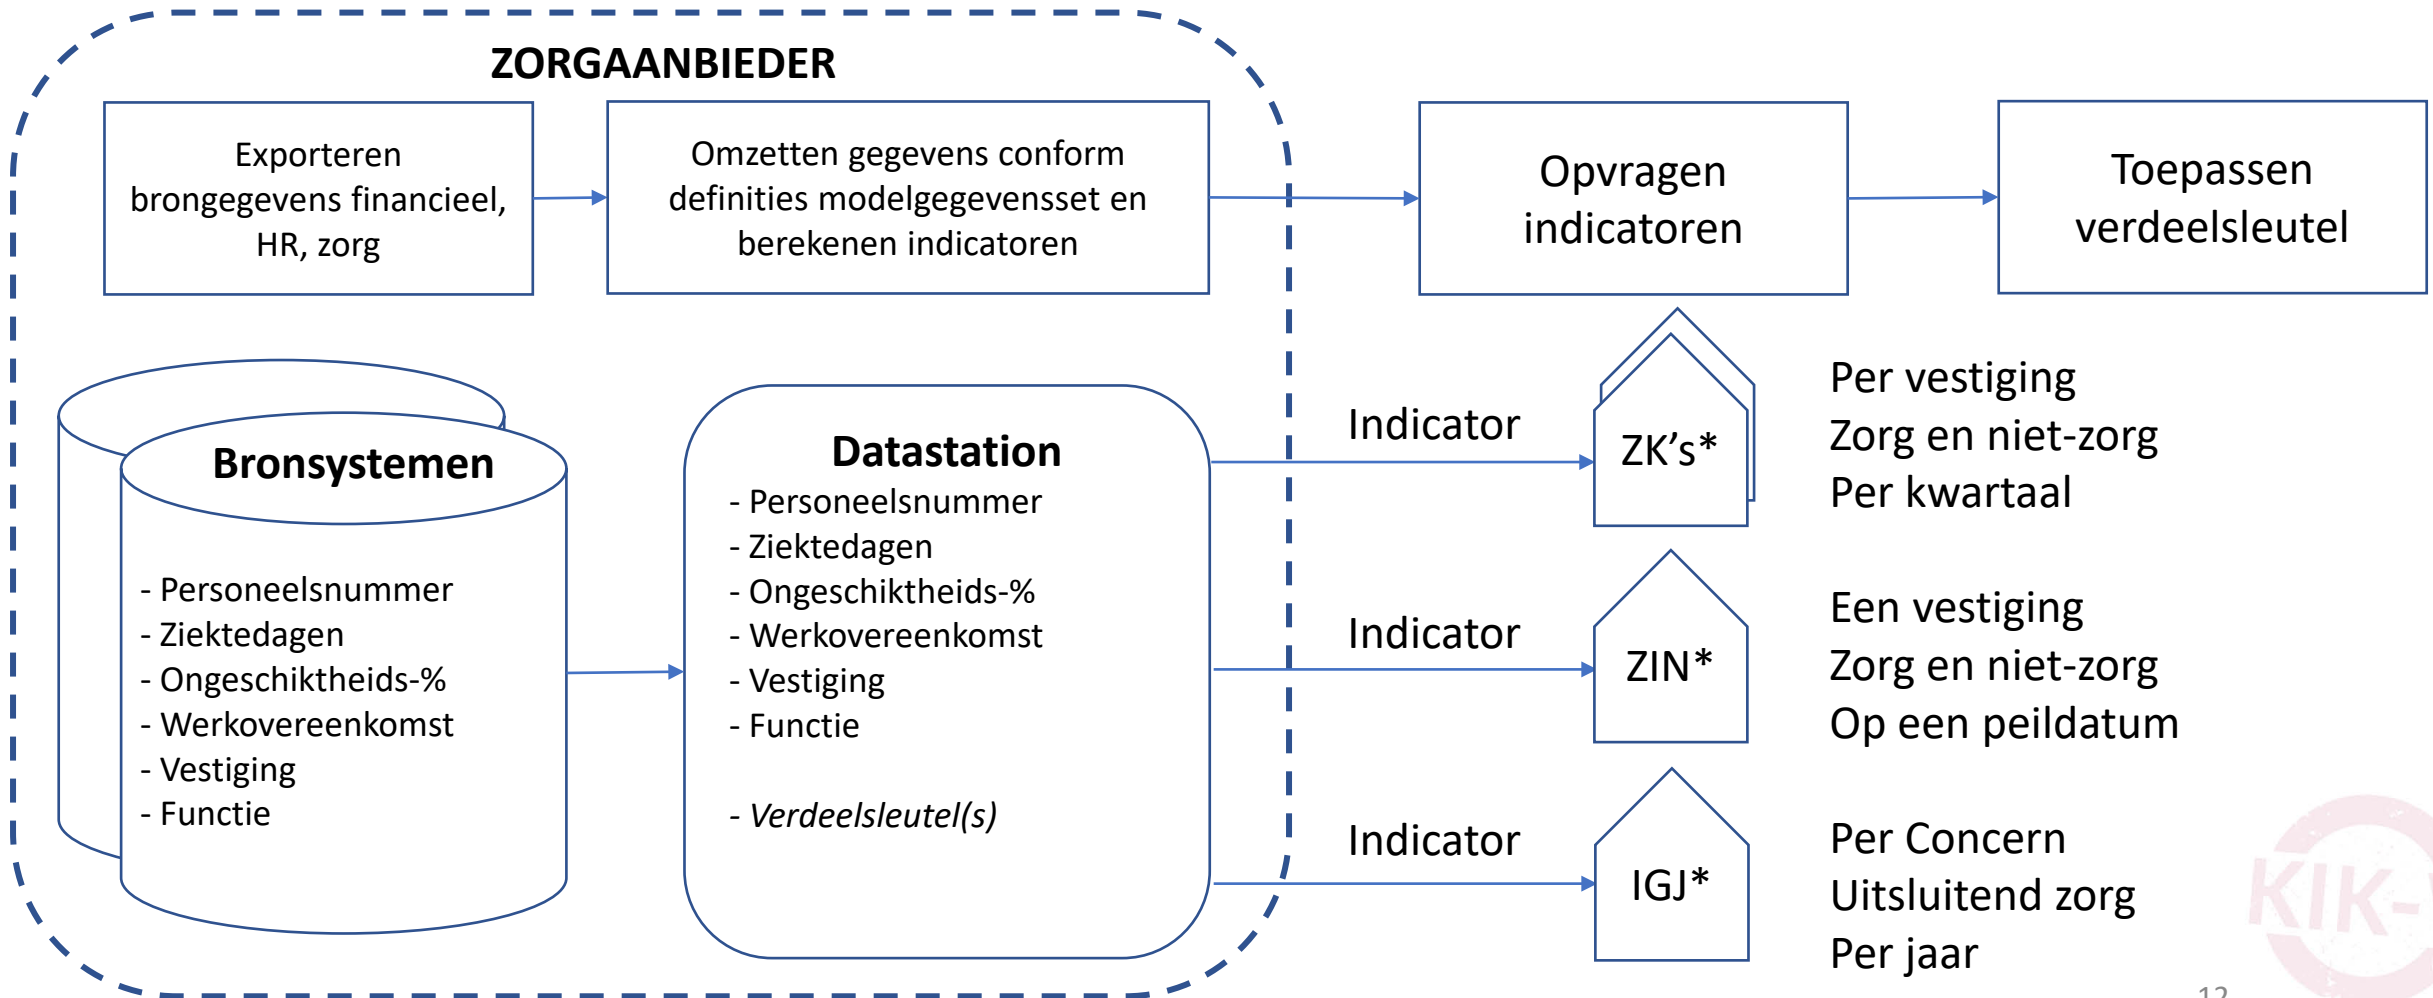 ZORGAANBIEDER
Exporteren
brongegevens financieel,
HR, zorg
Omzetten gegevens conform
definities modelgegevensset en
berekenen indicatoren
Opvragen
indicatoren
Toepassen
verdeelsleutel
Bronsystemen
- Personeelsnummer
- Ziektedagen
- Ongeschiktheids-%
- Werkovereenkomst
- Vestiging
- Functie
Datastation
- Personeelsnummer
- Ziektedagen
- Ongeschiktheids-%
- Werkovereenkomst
- Vestiging
- Functie
- Verdeelsleutel(s)
Indicator
ZK's*
Per vestiging
Zorg en niet-zorg
Per kwartaal
Indicator
ZIN*
Een vestiging
Zorg en niet-zorg
Op een peildatum
Indicator
IGJ*
Per Concern
Uitsluitend zorg
Per jaar
KIK-
12